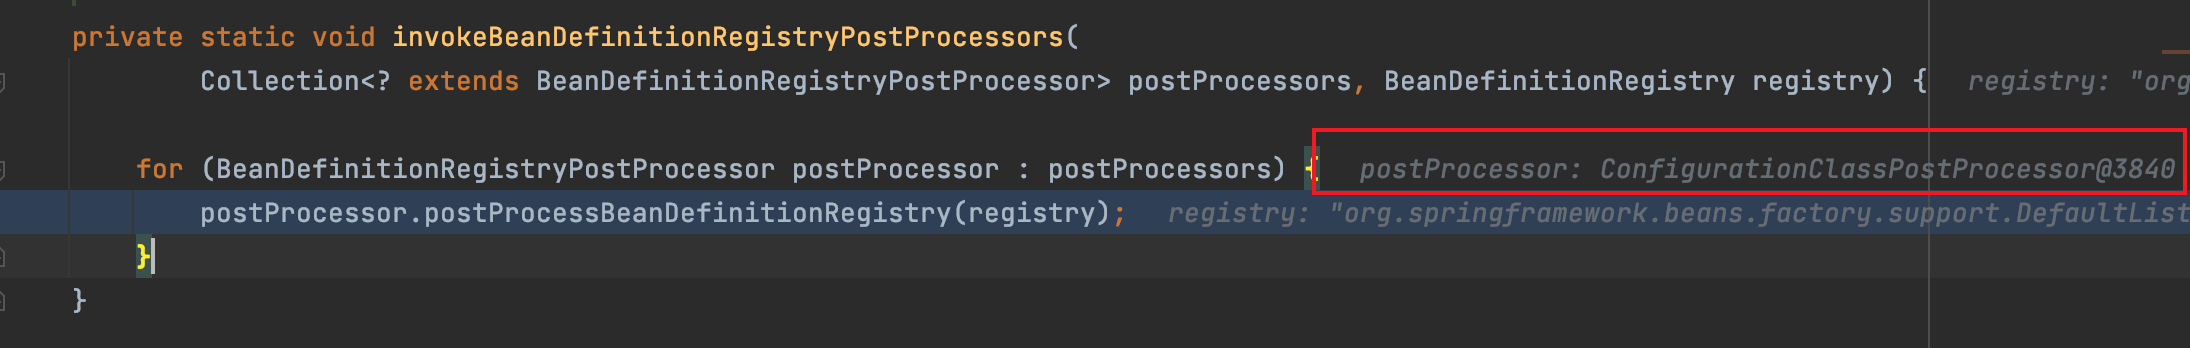 private static void invokeBeanDefinitionRegistryPostProcessors(
Collection<? extends BeanDefinitionRegistryPostProcessor> postProcessors, BeanDefinitionRegistry registry) { registry: "org
for (BeanDefinitionRegistryPostProcessor postProcessor : postProcessors) { postProcessor: ConfigurationClassPostProcessor@3840
postProcessor.postProcessBeanDefinitionRegistry(registry); registry: "org.springframework.beans.factory.support.DefaultList
}
}